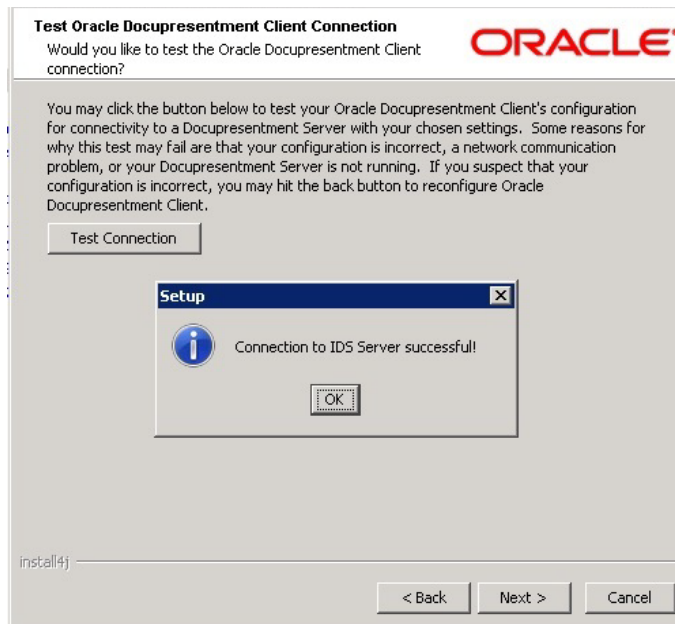 Test Oracle Docupresentment Client Connection
Would you like to test the Oracle Docupresentment Client
connection?
ORACLE
You may click the button below to test your Oracle Docupresentment Client's configuration
for connectivity to a Docupresentment Server with your chosen settings. Some reasons for
why this test may fail are that your configuration is incorrect, a network communication
problem, or your Docupresentment Server is not running. If you suspect that your
configuration is incorrect, you may hit the back button to reconfigure Oracle
Docupresentment Client.
Test Connection
Setup
Connection to IDS Server successful!
OK
install4j
< Back
Next >
Cancel